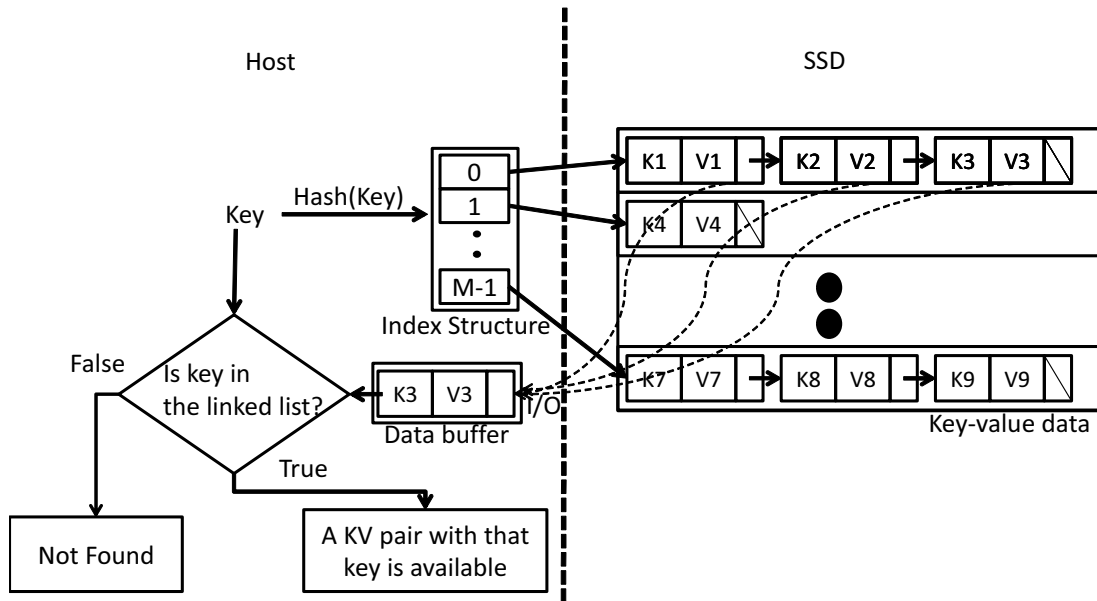 Host
SSD
Key
Hash(Key)
0
1
M-1
Index Structure
K1 V1 K2 V2 K3 V3
K4 V4
K7 V7 K8 V8 K9 V9
Key-value data
I/O
K3 V3
Data buffer
Is key in
the linked list?
False
True
Not Found
A KV pair with that
key is available